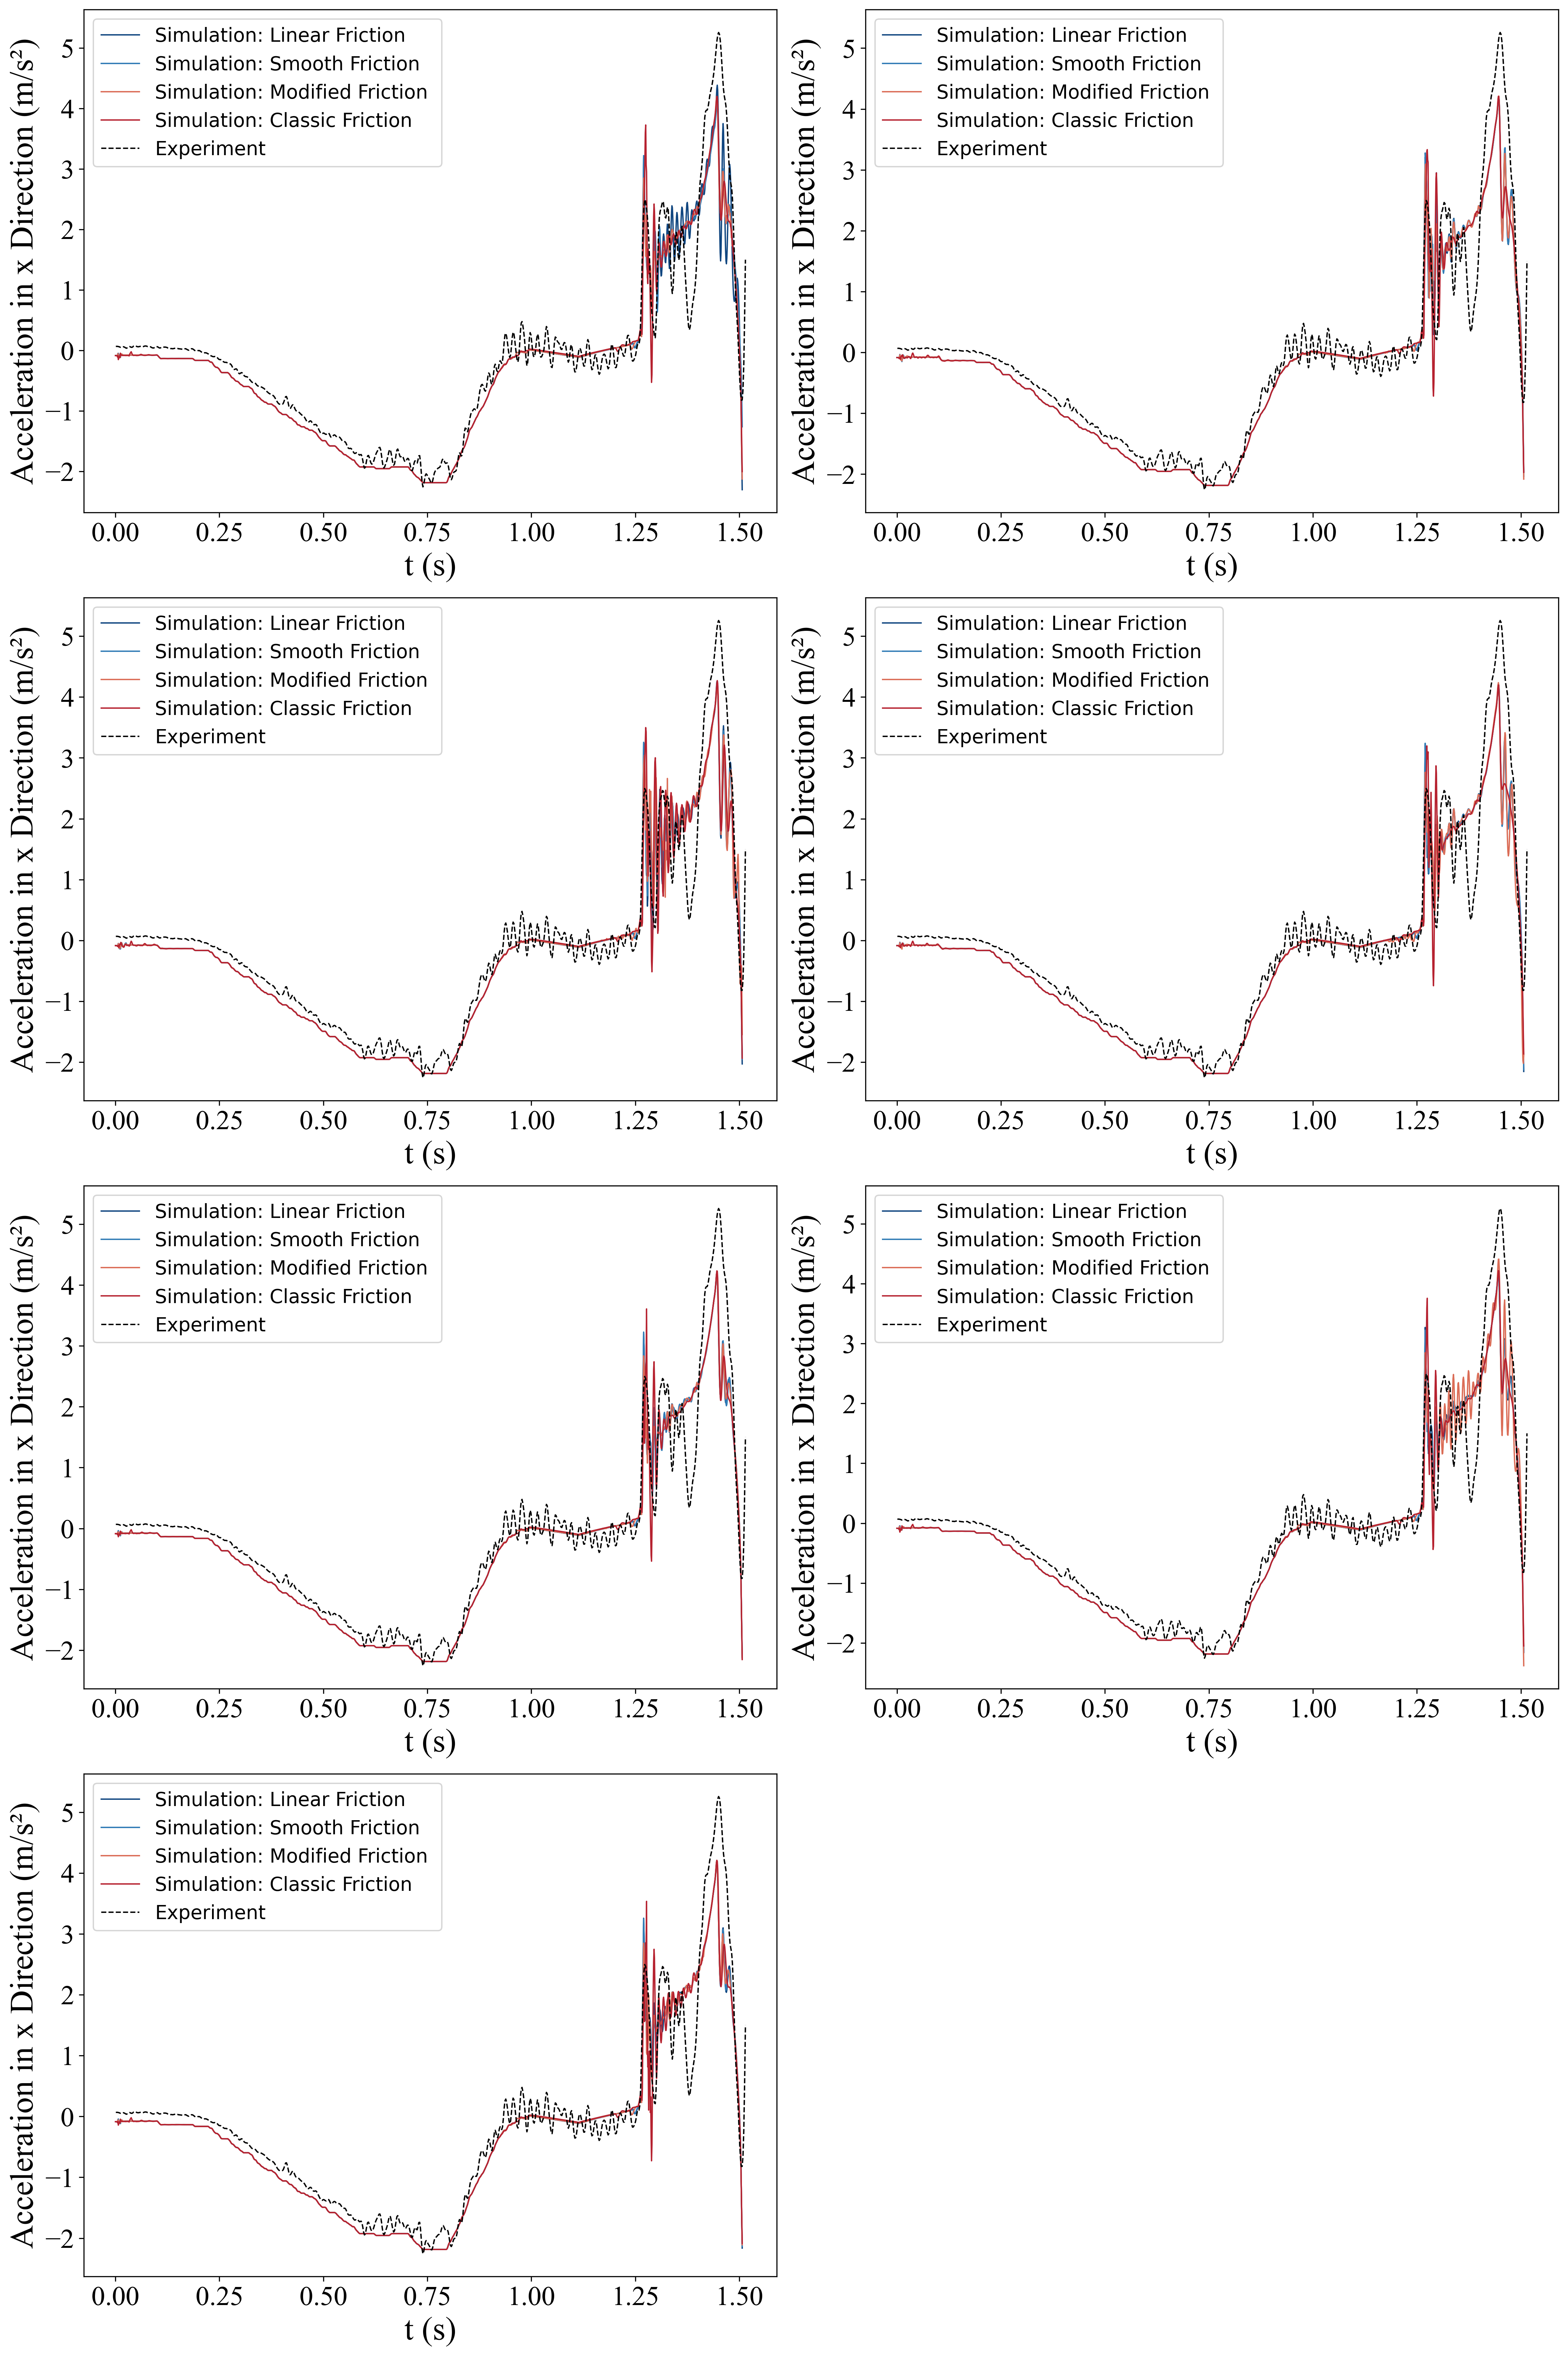 Acceleration in x Direction (m/s²)
5
4
3
2
1
0
−1
−2
Simulation: Linear Friction
Simulation: Smooth Friction
Simulation: Modified Friction
Simulation: Classic Friction
Experiment
0.00 0.25 0.50 0.75 1.00 1.25 1.50
t (s)
Acceleration in x Direction (m/s²)
5
4
3
2
1
0
−1
−2
Simulation: Linear Friction
Simulation: Smooth Friction
Simulation: Modified Friction
Simulation: Classic Friction
Experiment
0.00 0.25 0.50 0.75 1.00 1.25 1.50
t (s)
Acceleration in x Direction (m/s²)
5
4
3
2
1
0
−1
−2
Simulation: Linear Friction
Simulation: Smooth Friction
Simulation: Modified Friction
Simulation: Classic Friction
Experiment
0.00 0.25 0.50 0.75 1.00 1.25 1.50
t (s)
Acceleration in x Direction (m/s²)
5
4
3
2
1
0
−1
−2
Simulation: Linear Friction
Simulation: Smooth Friction
Simulation: Modified Friction
Simulation: Classic Friction
Experiment
0.00 0.25 0.50 0.75 1.00 1.25 1.50
t (s)
Acceleration in x Direction (m/s²)
5
4
3
2
1
0
−1
−2
Simulation: Linear Friction
Simulation: Smooth Friction
Simulation: Modified Friction
Simulation: Classic Friction
Experiment
0.00 0.25 0.50 0.75 1.00 1.25 1.50
t (s)
Acceleration in x Direction (m/s²)
5
4
3
2
1
0
−1
−2
Simulation: Linear Friction
Simulation: Smooth Friction
Simulation: Modified Friction
Simulation: Classic Friction
Experiment
0.00 0.25 0.50 0.75 1.00 1.25 1.50
t (s)
Acceleration in x Direction (m/s²)
5
4
3
2
1
0
−1
−2
Simulation: Linear Friction
Simulation: Smooth Friction
Simulation: Modified Friction
Simulation: Classic Friction
Experiment
0.00 0.25 0.50 0.75 1.00 1.25 1.50
t (s)